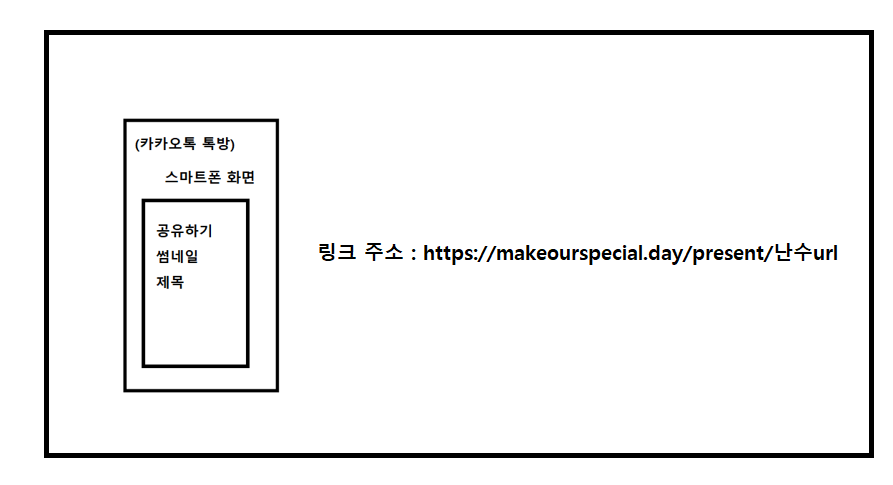 (카카오톡 톡방)
스마트폰 화면
공유하기
썸네일
제목
링크 주소 : https://makeourspecial.day/present/난수url